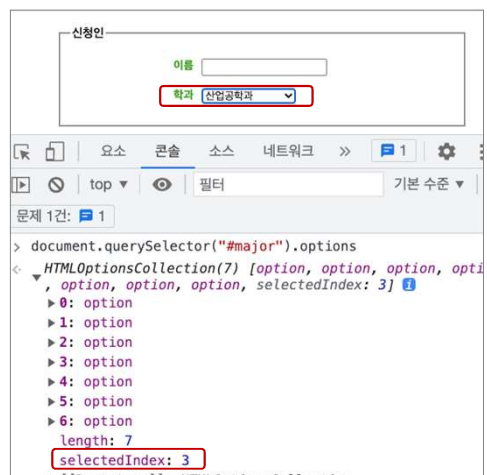 신청인
이름
학과 산업공학과
요소 콘솔 소스 네트워크 » 1
top ▼ 필터 기본 수준 ▼
문제 1건: 1
> document.querySelector("#major").options
HTMLOptionsCollection(7) [option, option, option, opti
, option, option, option, selectedIndex: 3] i
▶ 0: option
▶ 1: option
▶ 2: option
▶ 3: option
▶ 4: option
▶ 5: option
▶ 6: option
length: 7
selectedIndex: 3